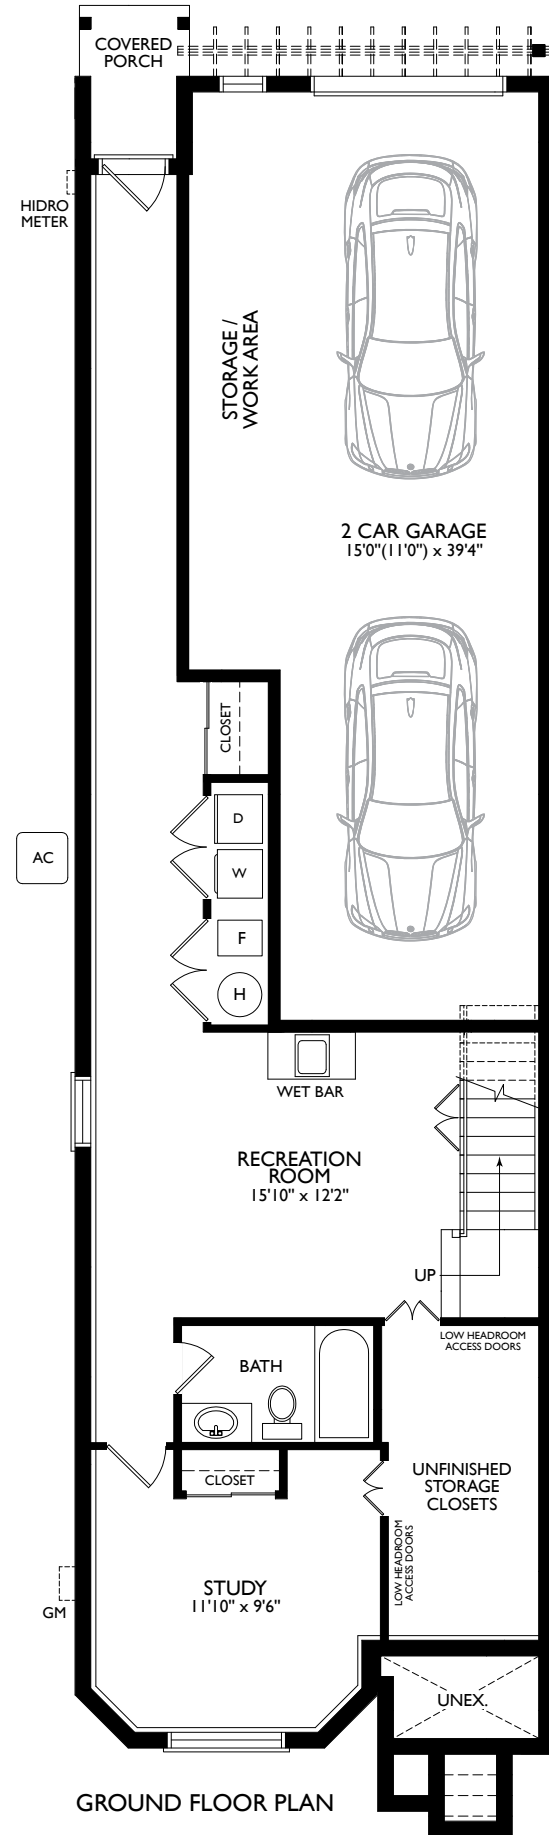 COVERED
PORCH
HIDRO
METER
STORAGE /
WORK AREA
2 CAR GARAGE
15'0"(11'0") x 39'4"
CLOSET
D
AC
W
F
H
WET BAR
RECREATION
ROOM
15'10" x 12'2"
UP
LOW HEADROOM
ACCESS DOORS
BATH
UNFINISHED
STORAGE
CLOSETS
CLOSET
LOW HEADROOM
ACCESS DOORS
STUDY
11'10" x 9'6"
GM
UNEX.
GROUND FLOOR PLAN